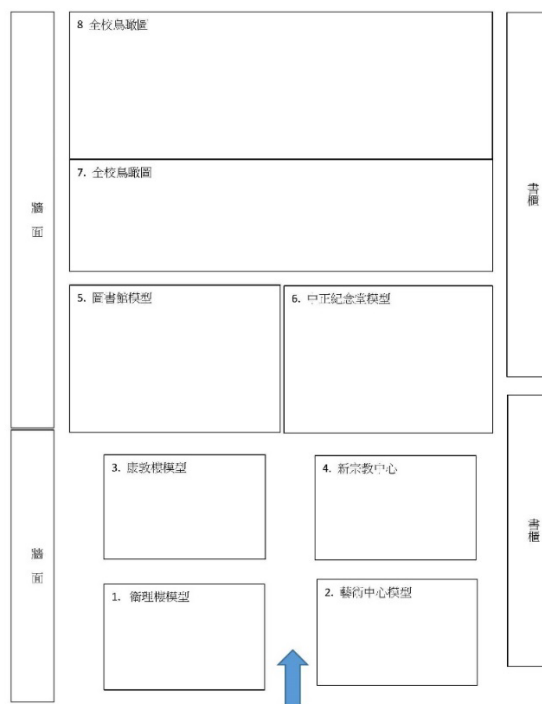 8 全校鳥瞰圖
7. 全校鳥瞰圖
牆面
書櫃
5. 圖書館模型
6. 中正紀念堂模型
3. 康敦樓模型
4. 新宗教中心
牆面
書櫃
1. 衛理樓模型
2. 藝術中心模型